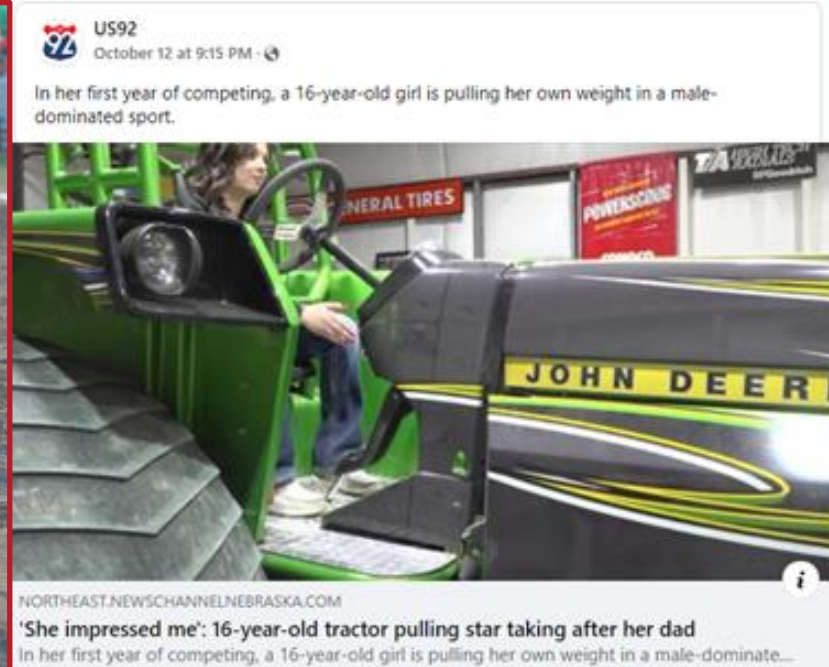 US92
92
October 12 at 9:15 PM ·
In her first year of competing, a 16-year-old girl is pulling her own weight in a male-
dominated sport.
NERAL TIRES
POWERSCOOG
JOHN DEER
i
NORTHEAST.NEWSCHANNELNEBRASKA.COM
'She impressed me': 16-year-old tractor pulling star taking after her dad
In her first year of competing, a 16-year-old girl is pulling her own weight in a male-dominate...